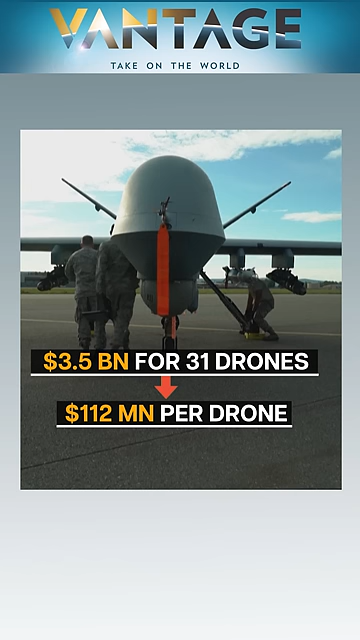 VANTAGE
TAKE ON THE WORLD
$3.5 BN FOR 31 DRONES
$112 MN PER DRONE